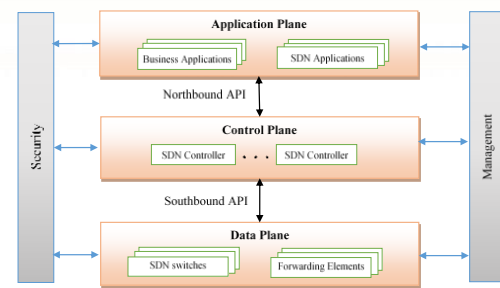 Application Plane
Business Applications
SDN Applications
Northbound API
Security
Control Plane
SDN Controller
. . .
SDN Controller
Management
Southbound API
Data Plane
SDN switches
Forwarding Elements